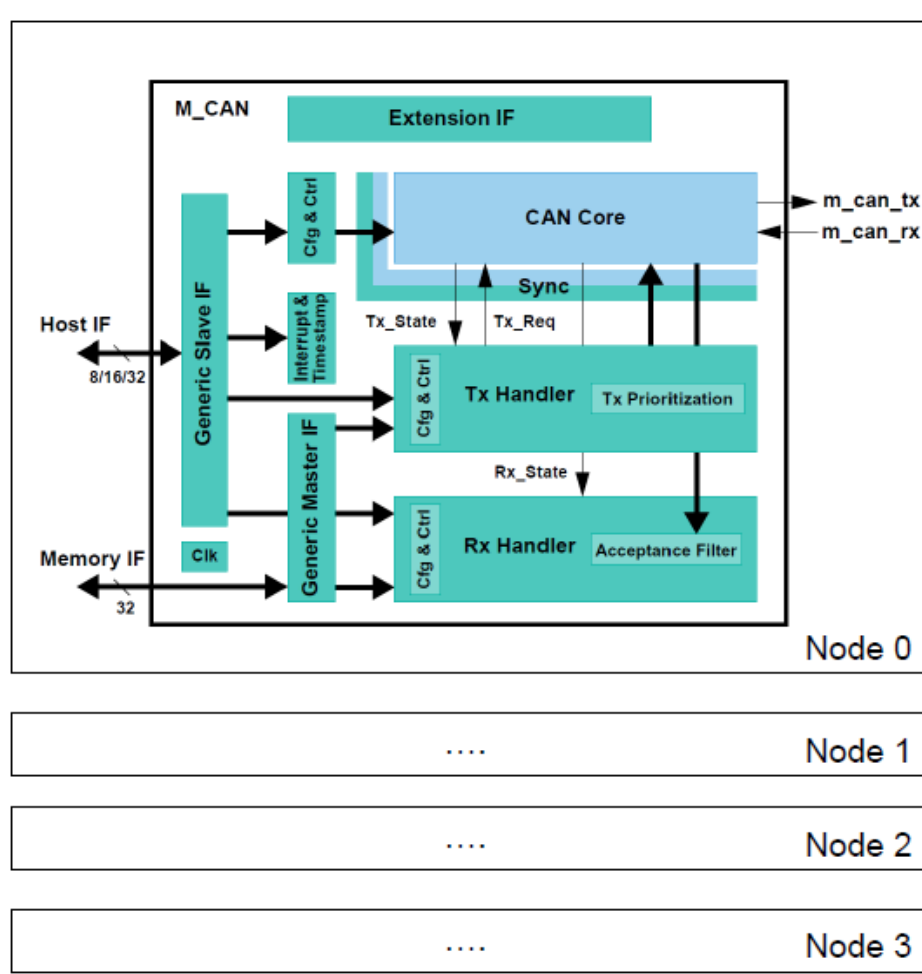 M_CAN
Extension IF
Cfg & Ctrl
CAN Core
m_can_tx
m_can_rx
Sync
Host IF
8/16/32
Generic Slave IF
Interrupt &
Timestamp
Tx_State
Tx_Req
Cfg & Ctrl
Tx Handler
Tx Prioritization
Generic Master IF
Rx_State
Memory IF
32
Clk
Cfg & Ctrl
Rx Handler
Acceptance Filter
Node 0
....
Node 1
....
Node 2
....
Node 3